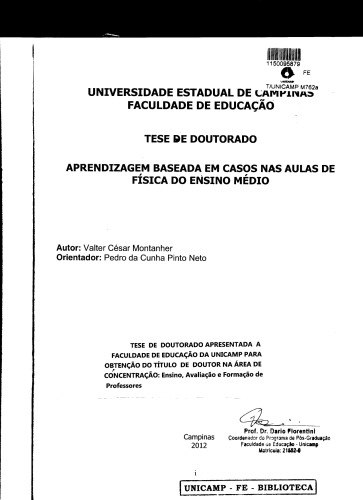 1150095879
FE
T/UNICAMP M762a
UNIVERSIDADE ESTADUAL DE CAMPINAS
FACULDADE DE EDUCAÇÃO
TESE DE DOUTORADO
APRENDIZAGEM BASEADA EM CASOS NAS AULAS DE
FÍSICA DO ENSINO MÉDIO
Autor: Valter César Montanher
Orientador: Pedro da Cunha Pinto Neto
TESE DE DOUTORADO APRESENTADA A
FACULDADE DE EDUCAÇÃO DA UNICAMP PARA
OBTENÇÃO DO TÍTULO DE DOUTOR NA ÁREA DE
CONCENTRAÇÃO: Ensino, Avaliação e Formação de
Professores
Prof. Dr. Dario Fiorentini
Coordenador do Programa de Pós-Graduação
Faculdade de Educação - Unicamp
Matrícula: 21882-6
Campinas
2012
i
UNICAMP - FE - BIBLIOTECA